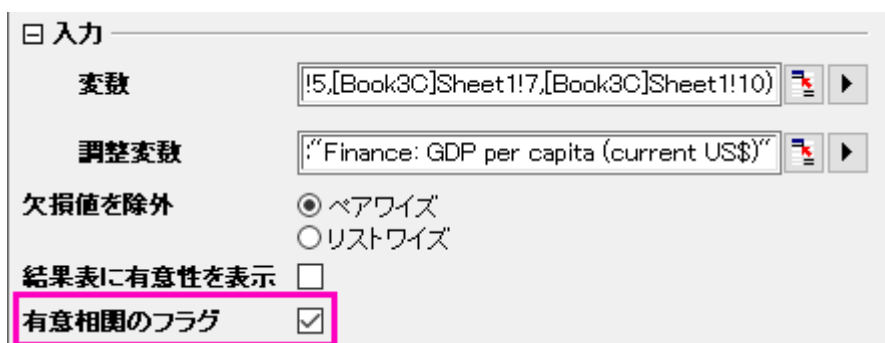 入力
変数 !5,[Book3C]Sheet1!7,[Book3C]Sheet1!10)
調整変数 :"Finance: GDP per capita (current US$)"
欠損値を除外 ペアワイズ
リストワイズ
結果表に有意性を表示
有意相関のフラグ